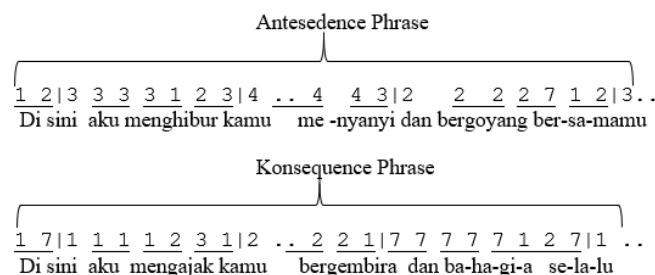 Antesedence Phrase
1 2|3 3 3 3 1 2 3|4 .. 4 4 3|2 2 2 2 7 1 2|3..
Di sini aku menghibur kamu me -nyanyi dan bergoyang ber-sa-mamu
Konsequence Phrase
1 7|1 1 1 1 2 3 1|2 .. 2 2 1|7 7 7 7 7 1 2 7|1 ..
Di sini aku mengajak kamu bergembira dan ba-ha-gi-a se-la-lu